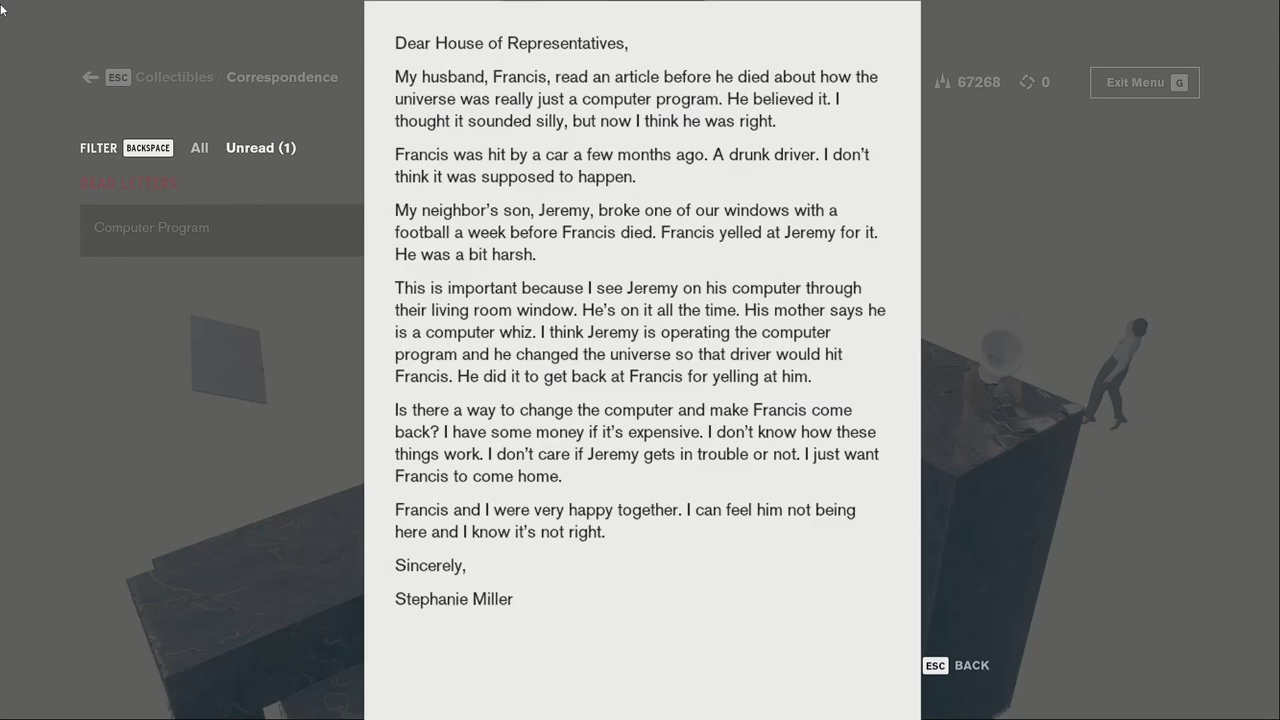 Dear House of Representatives,
ESC Collectibles / Correspondence
67268
0
Exit Menu G
My husband, Francis, read an article before he died about how the
universe was really just a computer program. He believed it. I
thought it sounded silly, but now I think he was right.
FILTER BACKSPACE All Unread (1)
Francis was hit by a car a few months ago. A drunk driver. I don't
think it was supposed to happen.
DEAD LETTERS
Computer Program
My neighbor's son, Jeremy, broke one of our windows with a
football a week before Francis died. Francis yelled at Jeremy for it.
He was a bit harsh.
This is important because I see Jeremy on his computer through
their living room window. He's on it all the time. His mother says he
is a computer whiz. I think Jeremy is operating the computer
program and he changed the universe so that driver would hit
Francis. He did it to get back at Francis for yelling at him.
Is there a way to change the computer and make Francis come
back? I have some money if it's expensive. I don't know how these
things work. I don't care if Jeremy gets in trouble or not. I just want
Francis to come home.
Francis and I were very happy together. I can feel him not being
here and I know it's not right.
Sincerely,
Stephanie Miller
ESC BACK